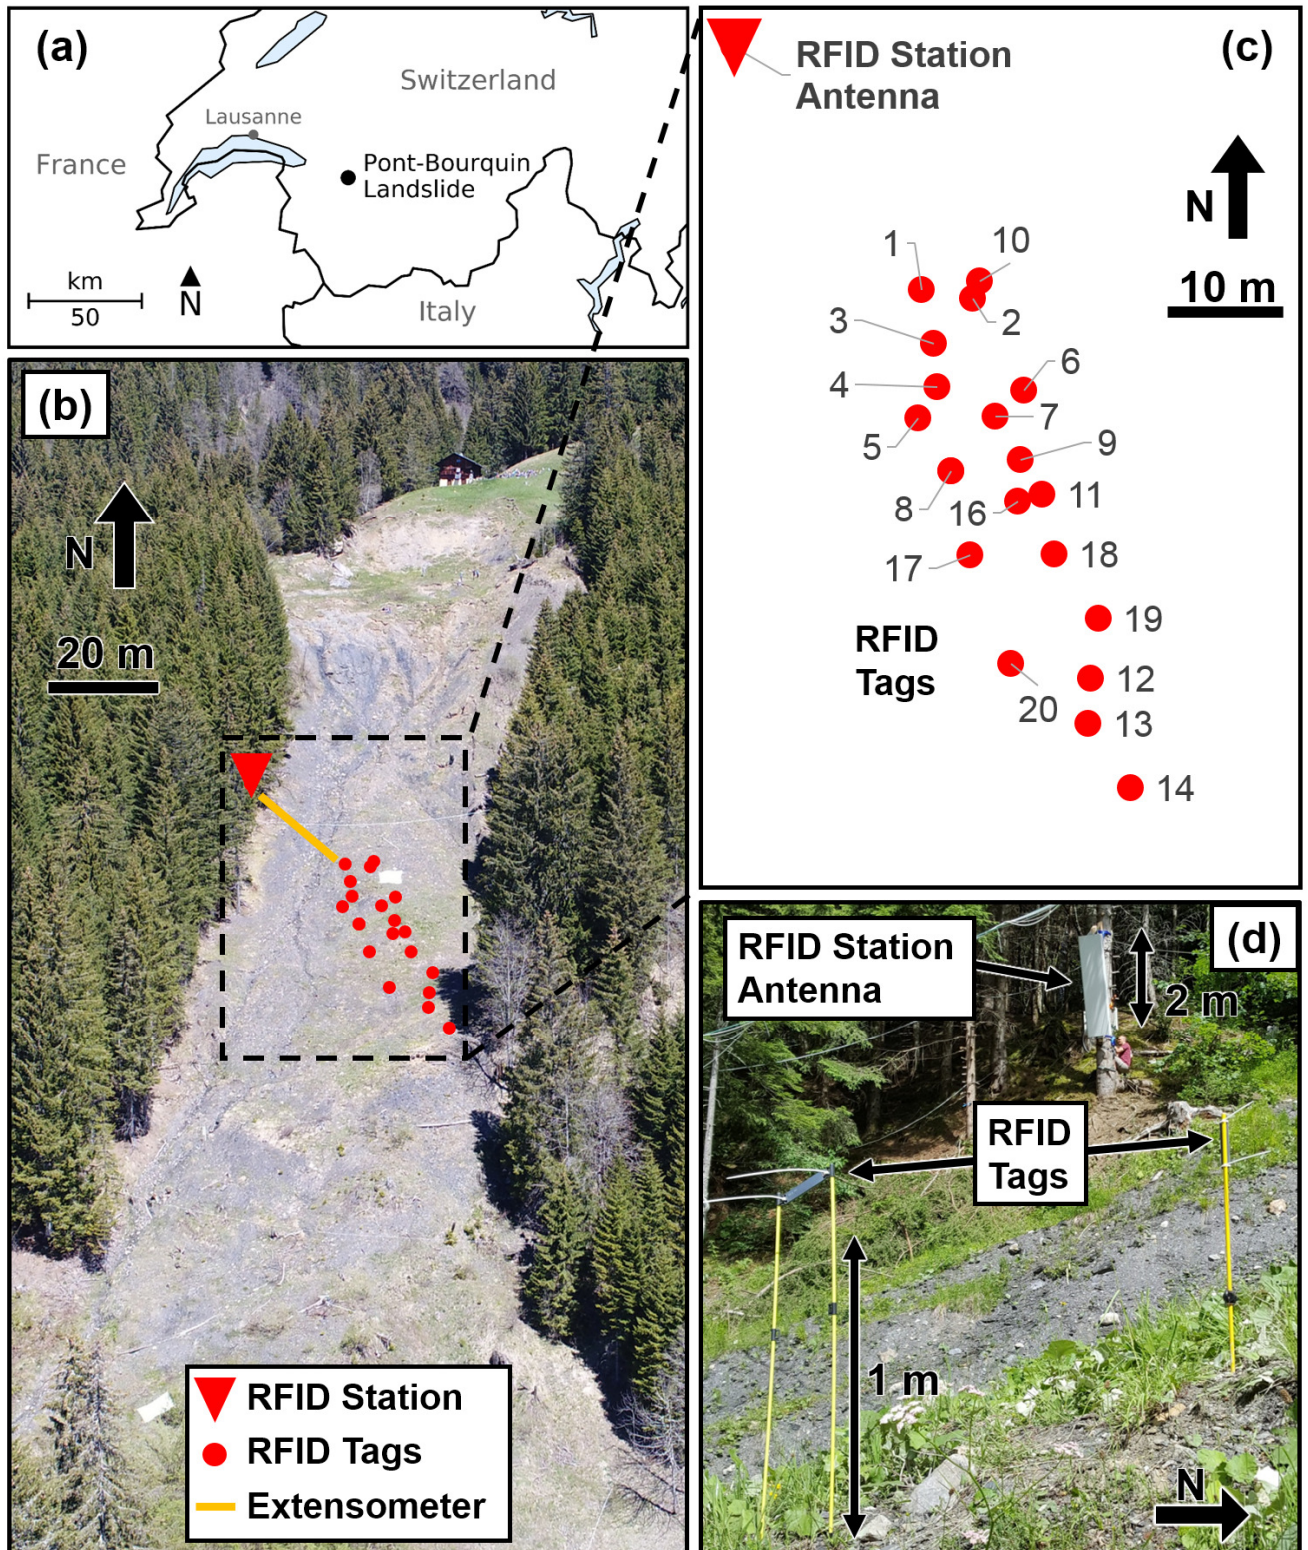 (a)
Switzerland
Lausanne
France
Pont-Bourquin
Landslide
km
50
N
Italy
(b)
N
20 m
RFID Station
RFID Tags
Extensometer
(c)
RFID Station
Antenna
N
10 m
1
10
2
3
4
6
5
7
9
8
16
11
17
18
19
RFID
Tags
12
20
13
14
(d)
RFID Station
Antenna
2 m
RFID
Tags
1 m
N